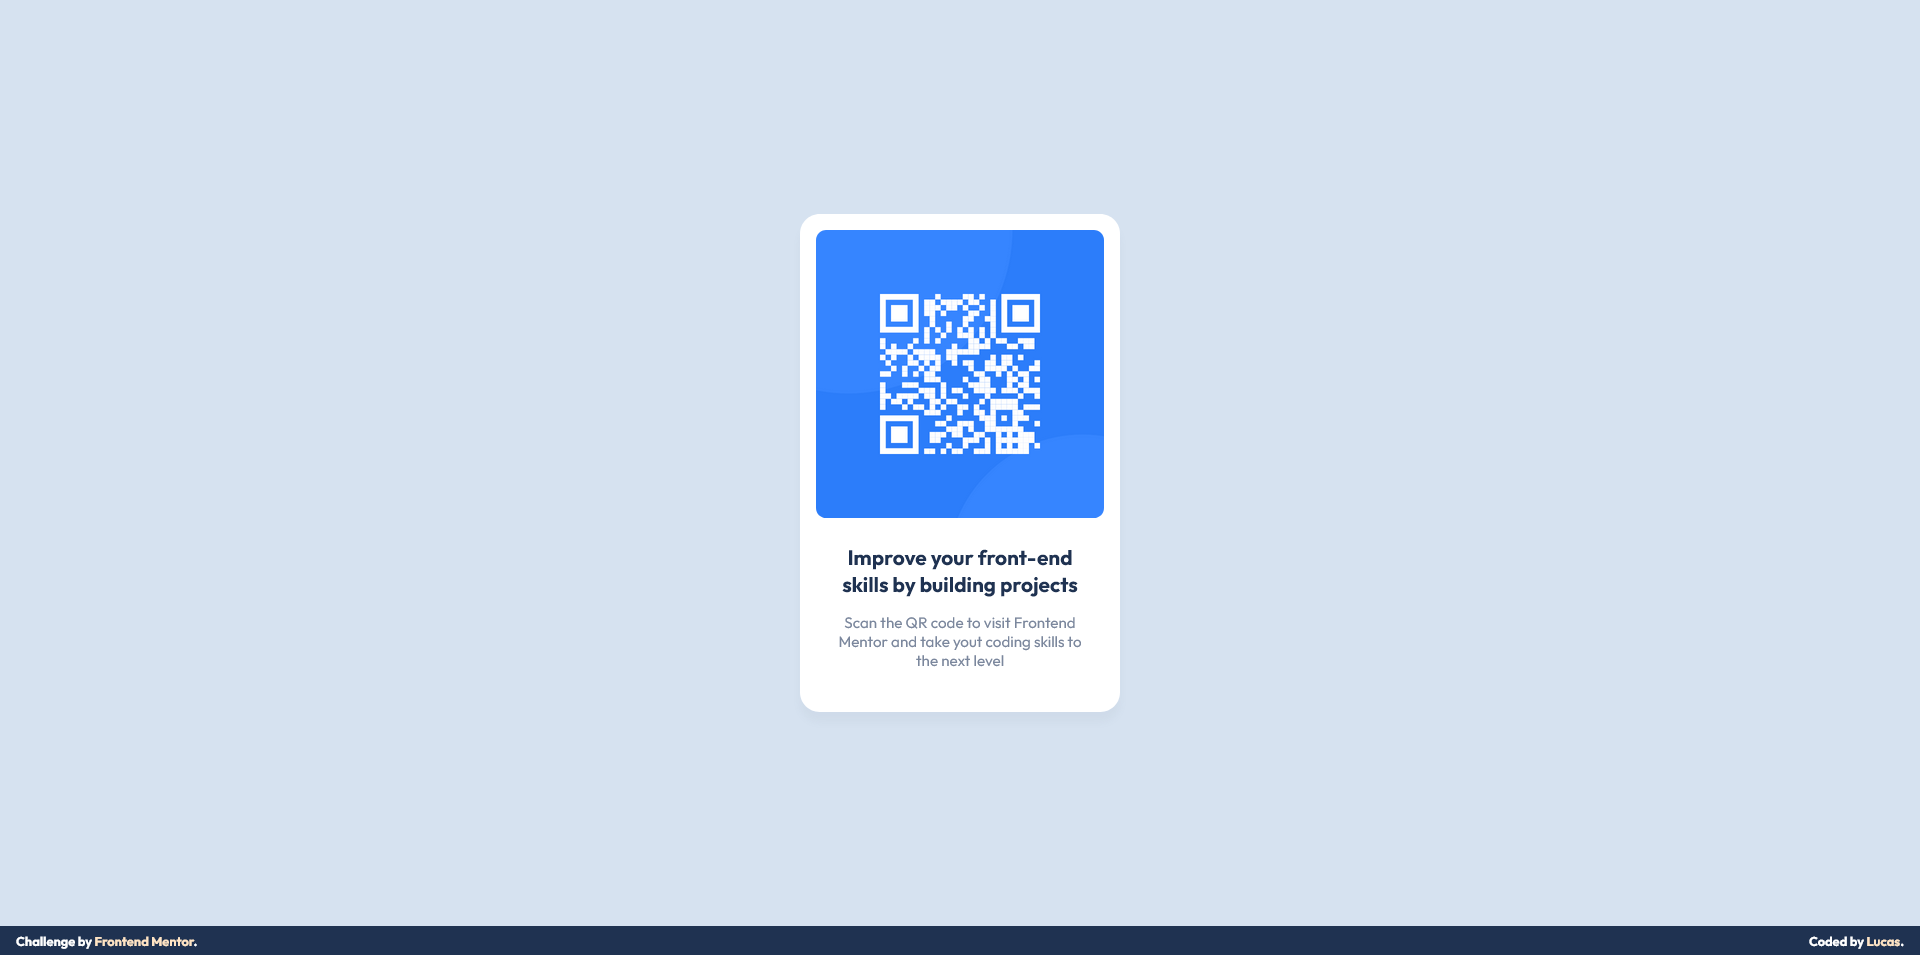 Improve your front-end
skills by building projects
Scan the QR code to visit Frontend
Mentor and take yout coding skills to
the next level
Challenge by Frontend Mentor.
Coded by Lucas.